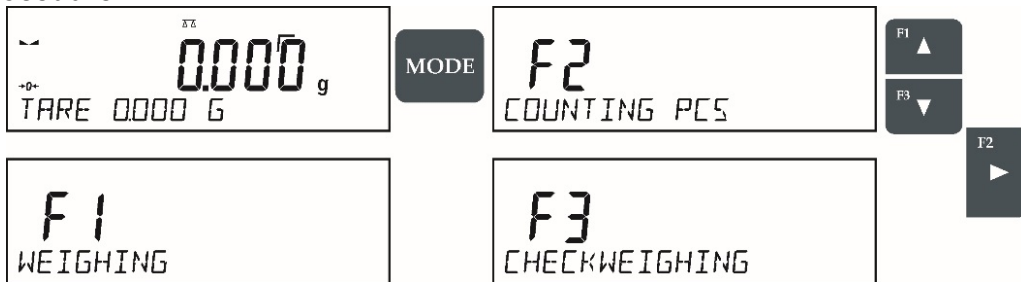 0.000 g
TARE 0.000 G
MODE
F2
COUNTING PCS
F1
F3
F2
F1
WEIGHING
F3
CHECKWEIGHING